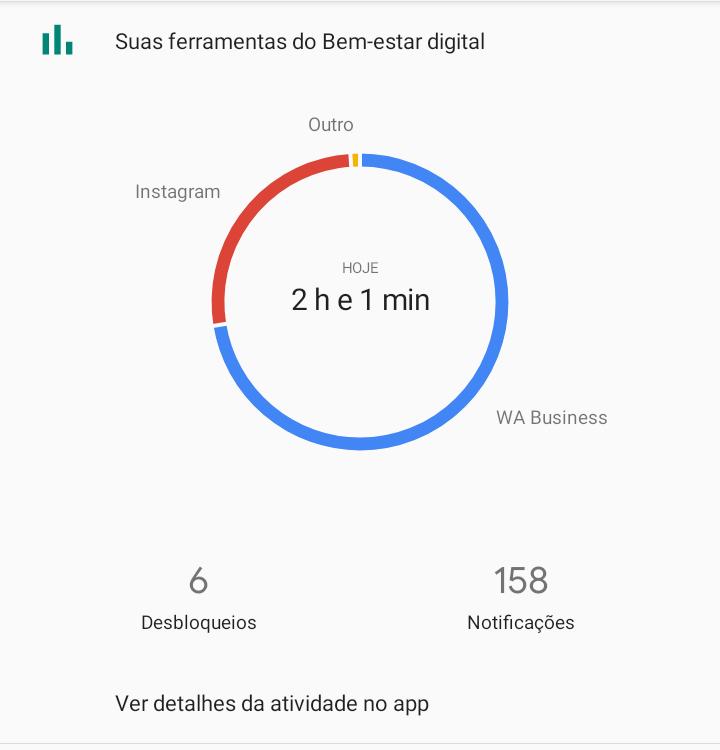 Suas ferramentas do Bem-estar digital
Outro
Instagram
HOJE
2 h e 1 min
WA Business
6
158
Desbloqueios
Notificações
Ver detalhes da atividade no app